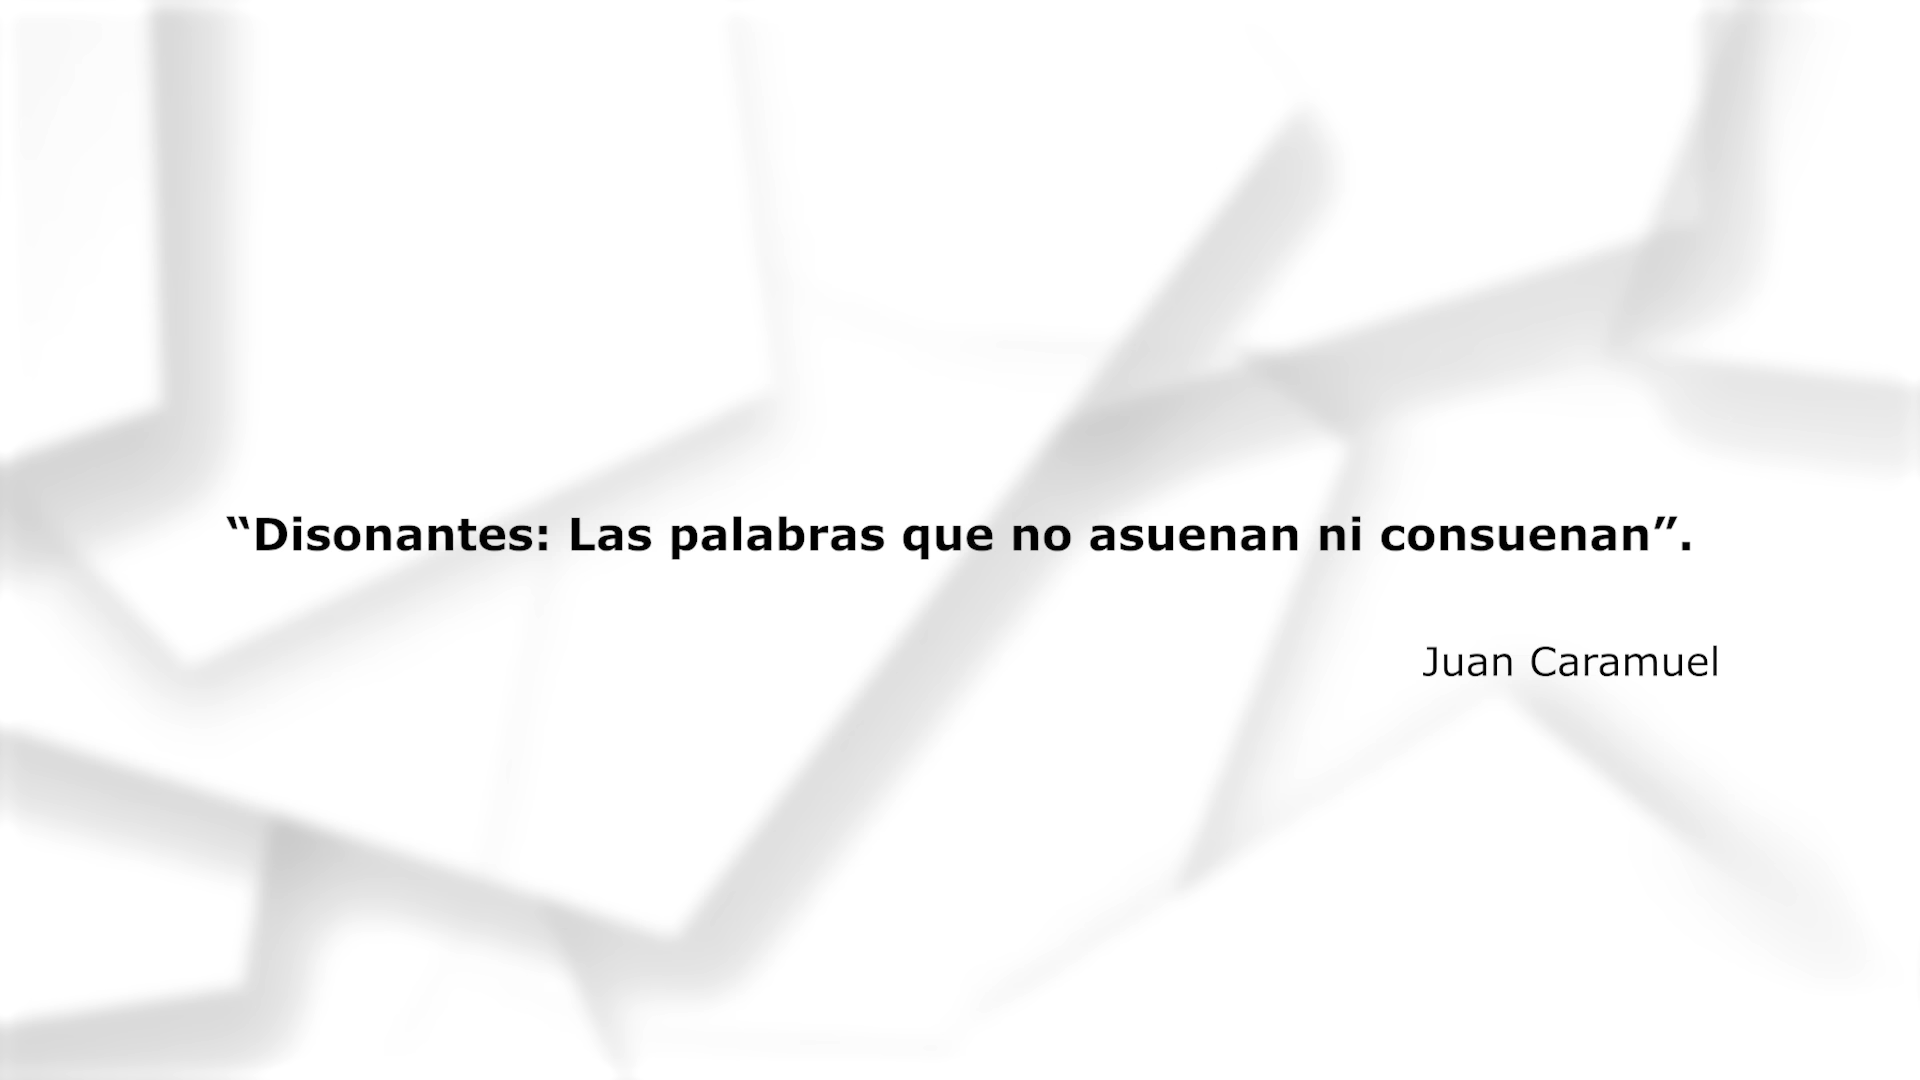 “Disonantes: Las palabras que no asuenan ni consuenan”.
Juan Caramuel